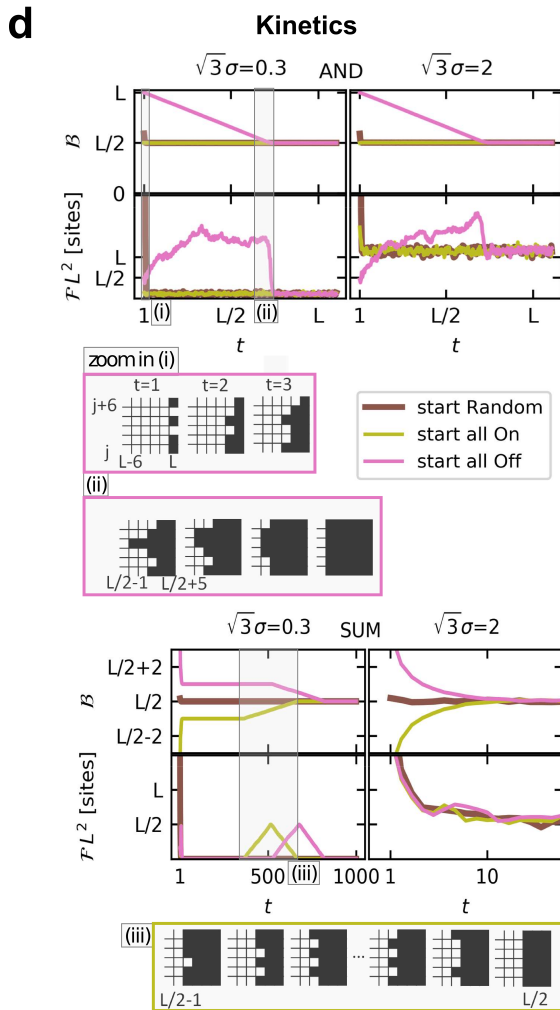 d
Kinetics
√3σ=0.3 AND √3σ=2
L
L/2
0
ℬ
L
L/2
ℱL² [sites]
1 (i) L/2 (ii) L 1 L/2 L
t t
zoom in (i)
t=1 t=2 t=3
j+6
j
L-6 L
start Random
start all On
start all Off
(ii)
L/2-1 L/2+5
√3σ=0.3 SUM √3σ=2
L/2+2
L/2
L/2-2
ℬ
L
L/2
ℱL² [sites]
1 500 (iii) 1000 1 10
t t
(iii)
...
L/2-1 L/2